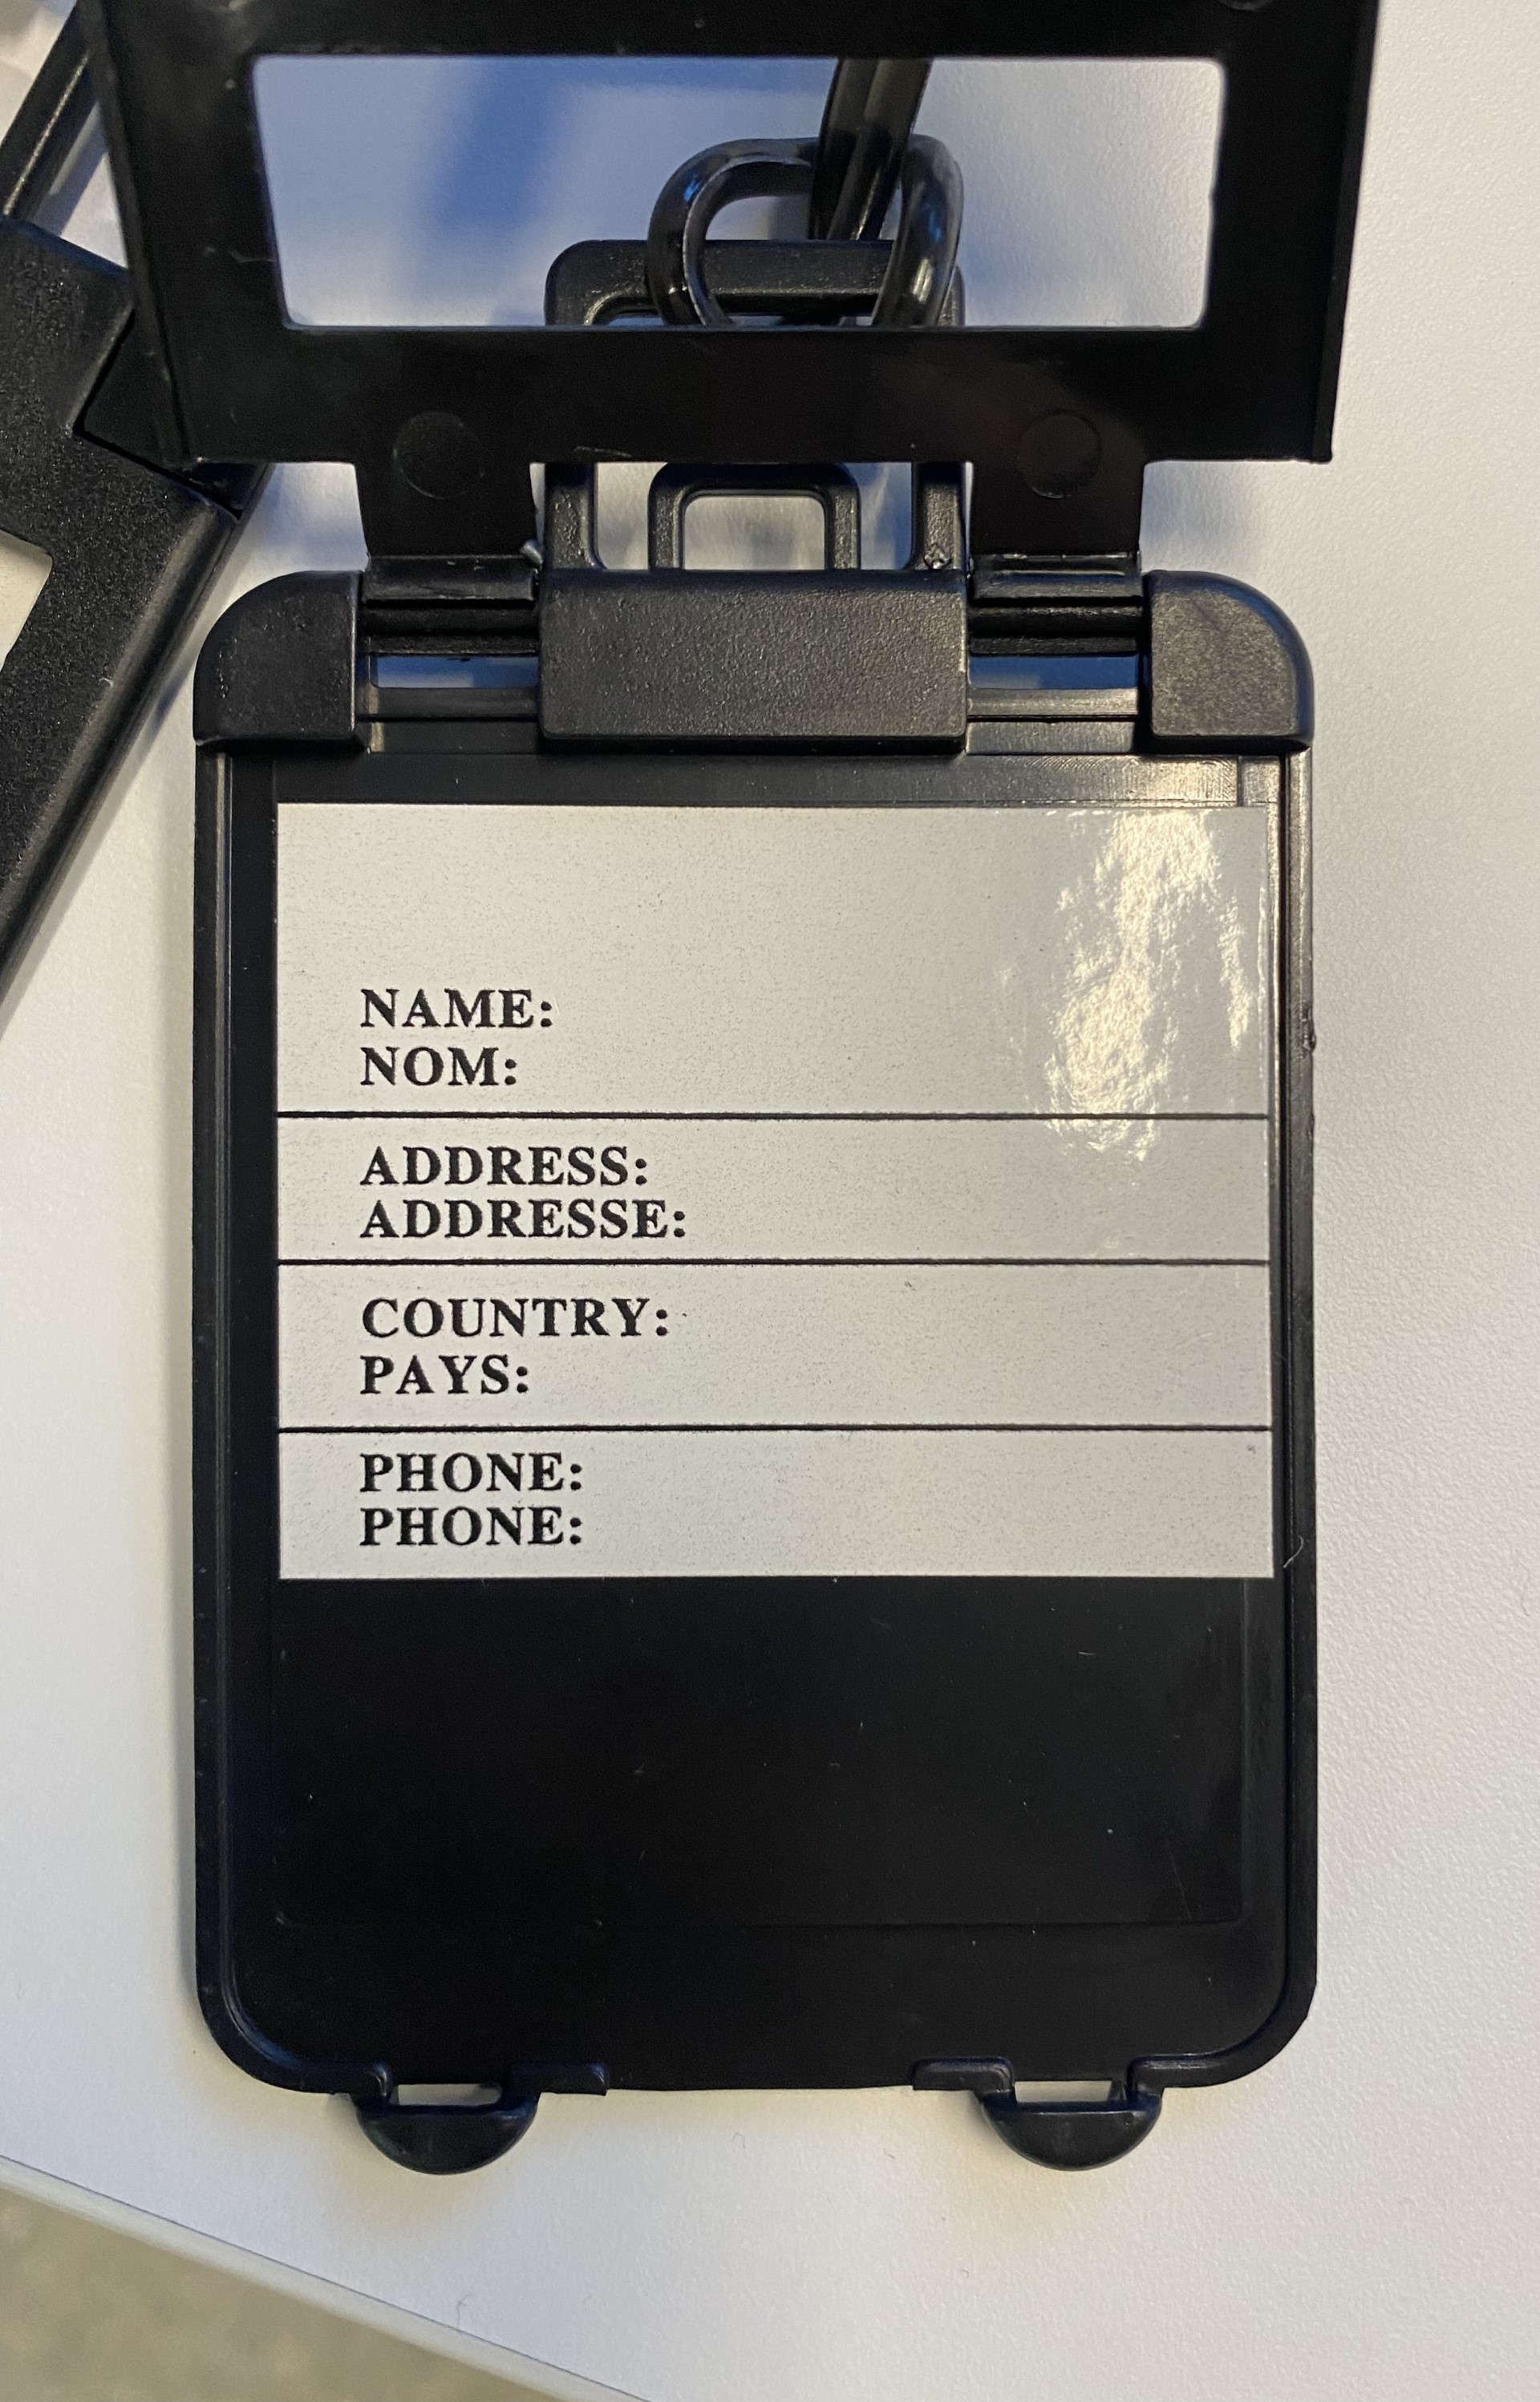 NAME:
NOM:
ADDRESS:
ADDRESSE:
COUNTRY:
PAYS:
PHONE:
PHONE: